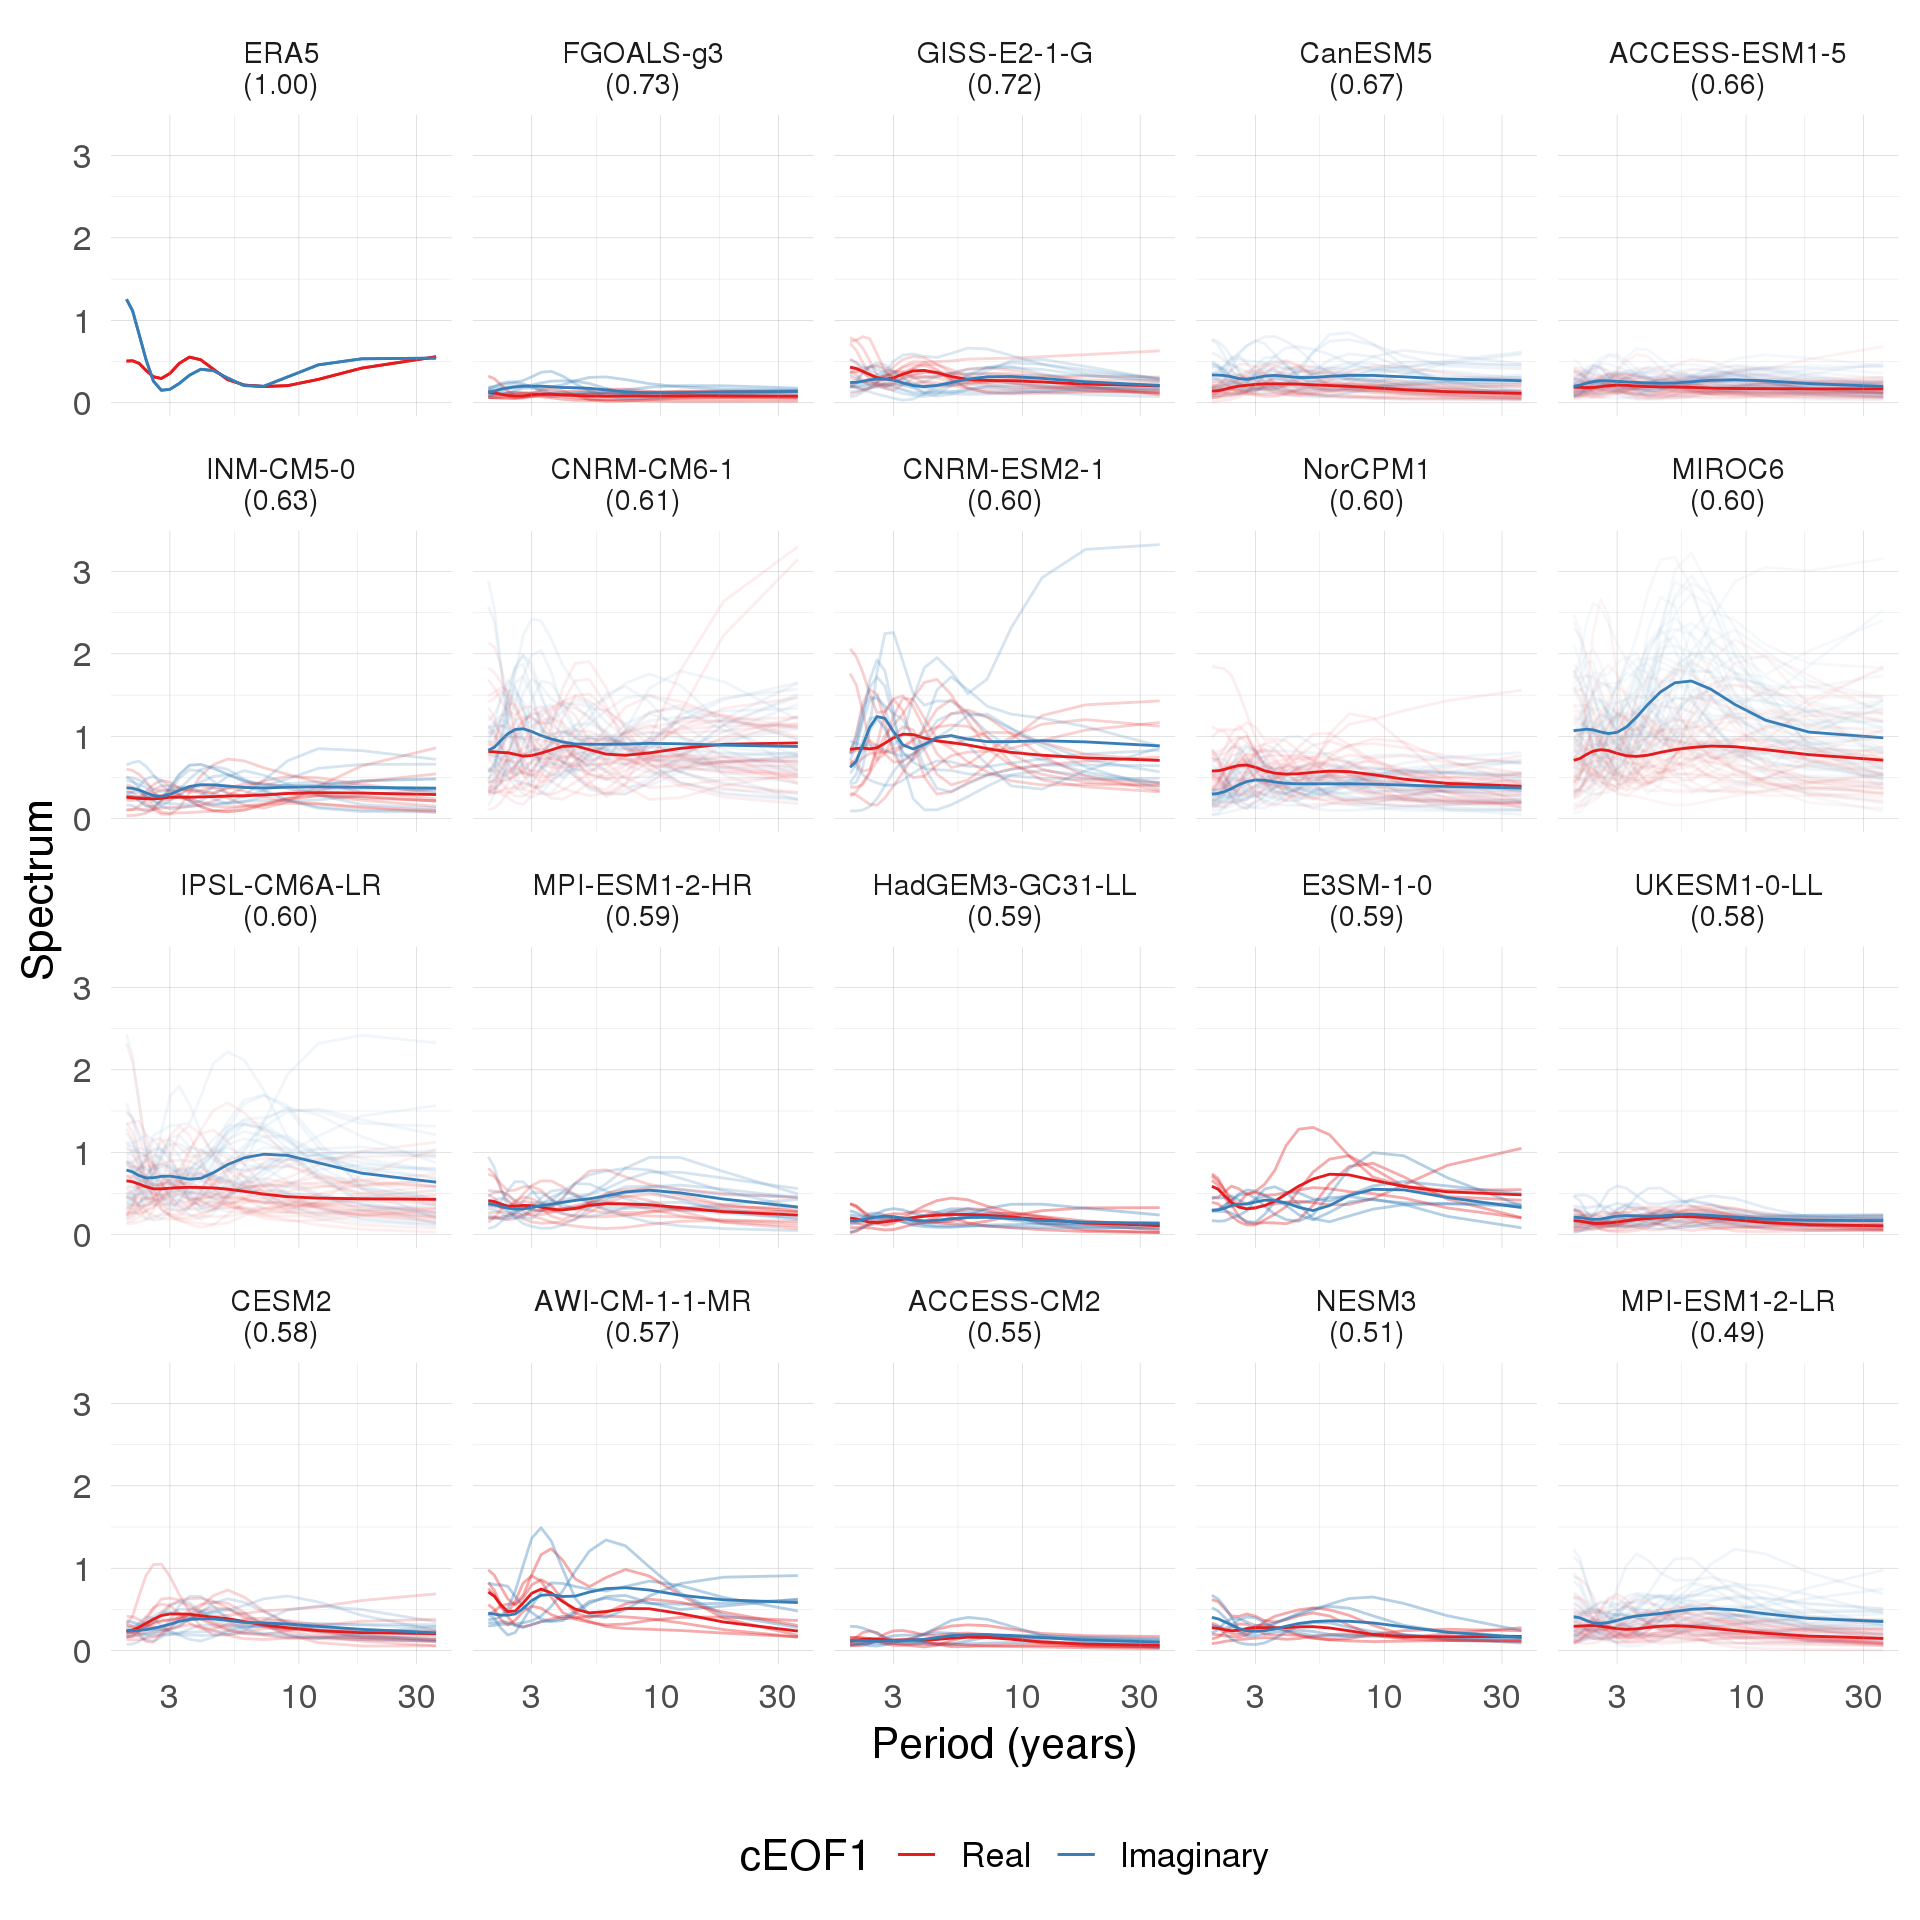 ERA5 FGOALS-g3 GISS-E2-1-G CanESM5 ACCESS-ESM1-5
(1.00) (0.73) (0.72) (0.67) (0.66)
3
2
1
0
INM-CM5-0 CNRM-CM6-1 CNRM-ESM2-1 NorCPM1 MIROC6
(0.63) (0.61) (0.60) (0.60) (0.60)
3
2
1
0
Spectrum
IPSL-CM6A-LR MPI-ESM1-2-HR HadGEM3-GC31-LL E3SM-1-0 UKESM1-0-LL
(0.60) (0.59) (0.59) (0.59) (0.58)
3
2
1
0
CESM2 AWI-CM-1-1-MR ACCESS-CM2 NESM3 MPI-ESM1-2-LR
(0.58) (0.57) (0.55) (0.51) (0.49)
3
2
1
0
3 10 30 3 10 30 3 10 30 3 10 30 3 10 30
Period (years)
cEOF1 Real Imaginary